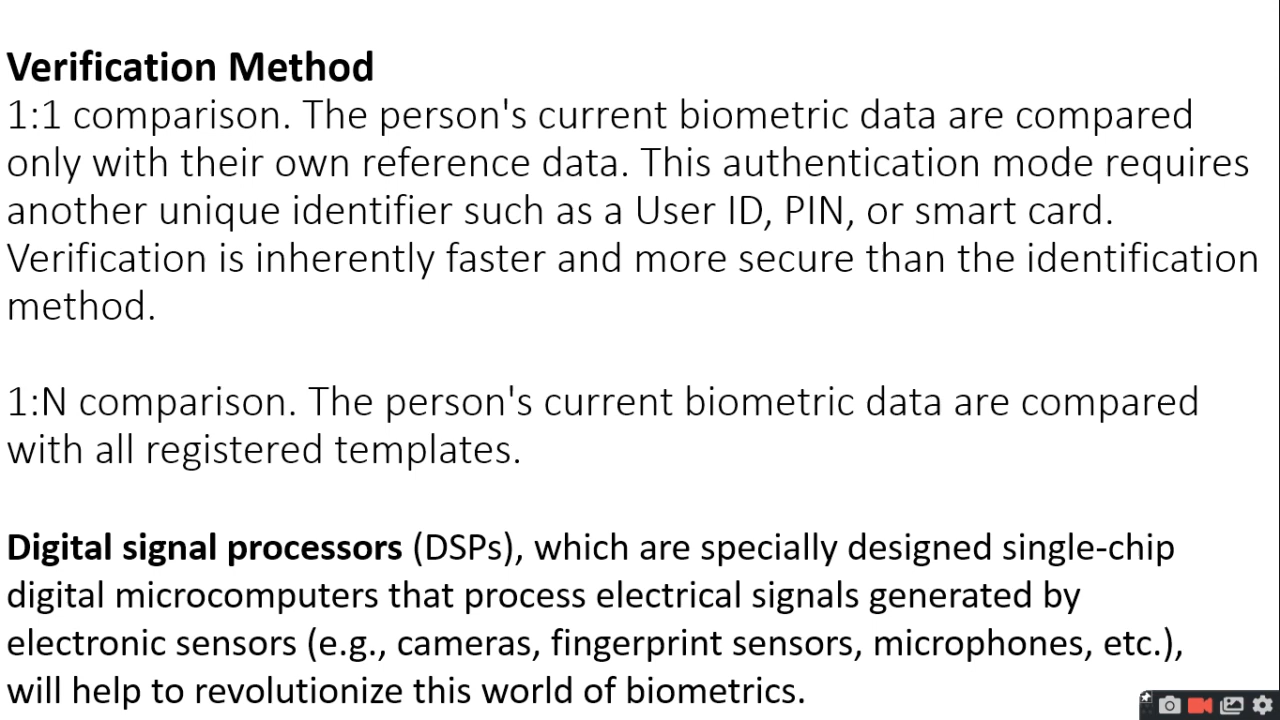 Verification Method
1:1 comparison. The person's current biometric data are compared
only with their own reference data. This authentication mode requires
another unique identifier such as a User ID, PIN, or smart card.
Verification is inherently faster and more secure than the identification
method.
1:N comparison. The person's current biometric data are compared
with all registered templates.
Digital signal processors (DSPs), which are specially designed single-chip
digital microcomputers that process electrical signals generated by
electronic sensors (e.g., cameras, fingerprint sensors, microphones, etc.),
will help to revolutionize this world of biometrics.